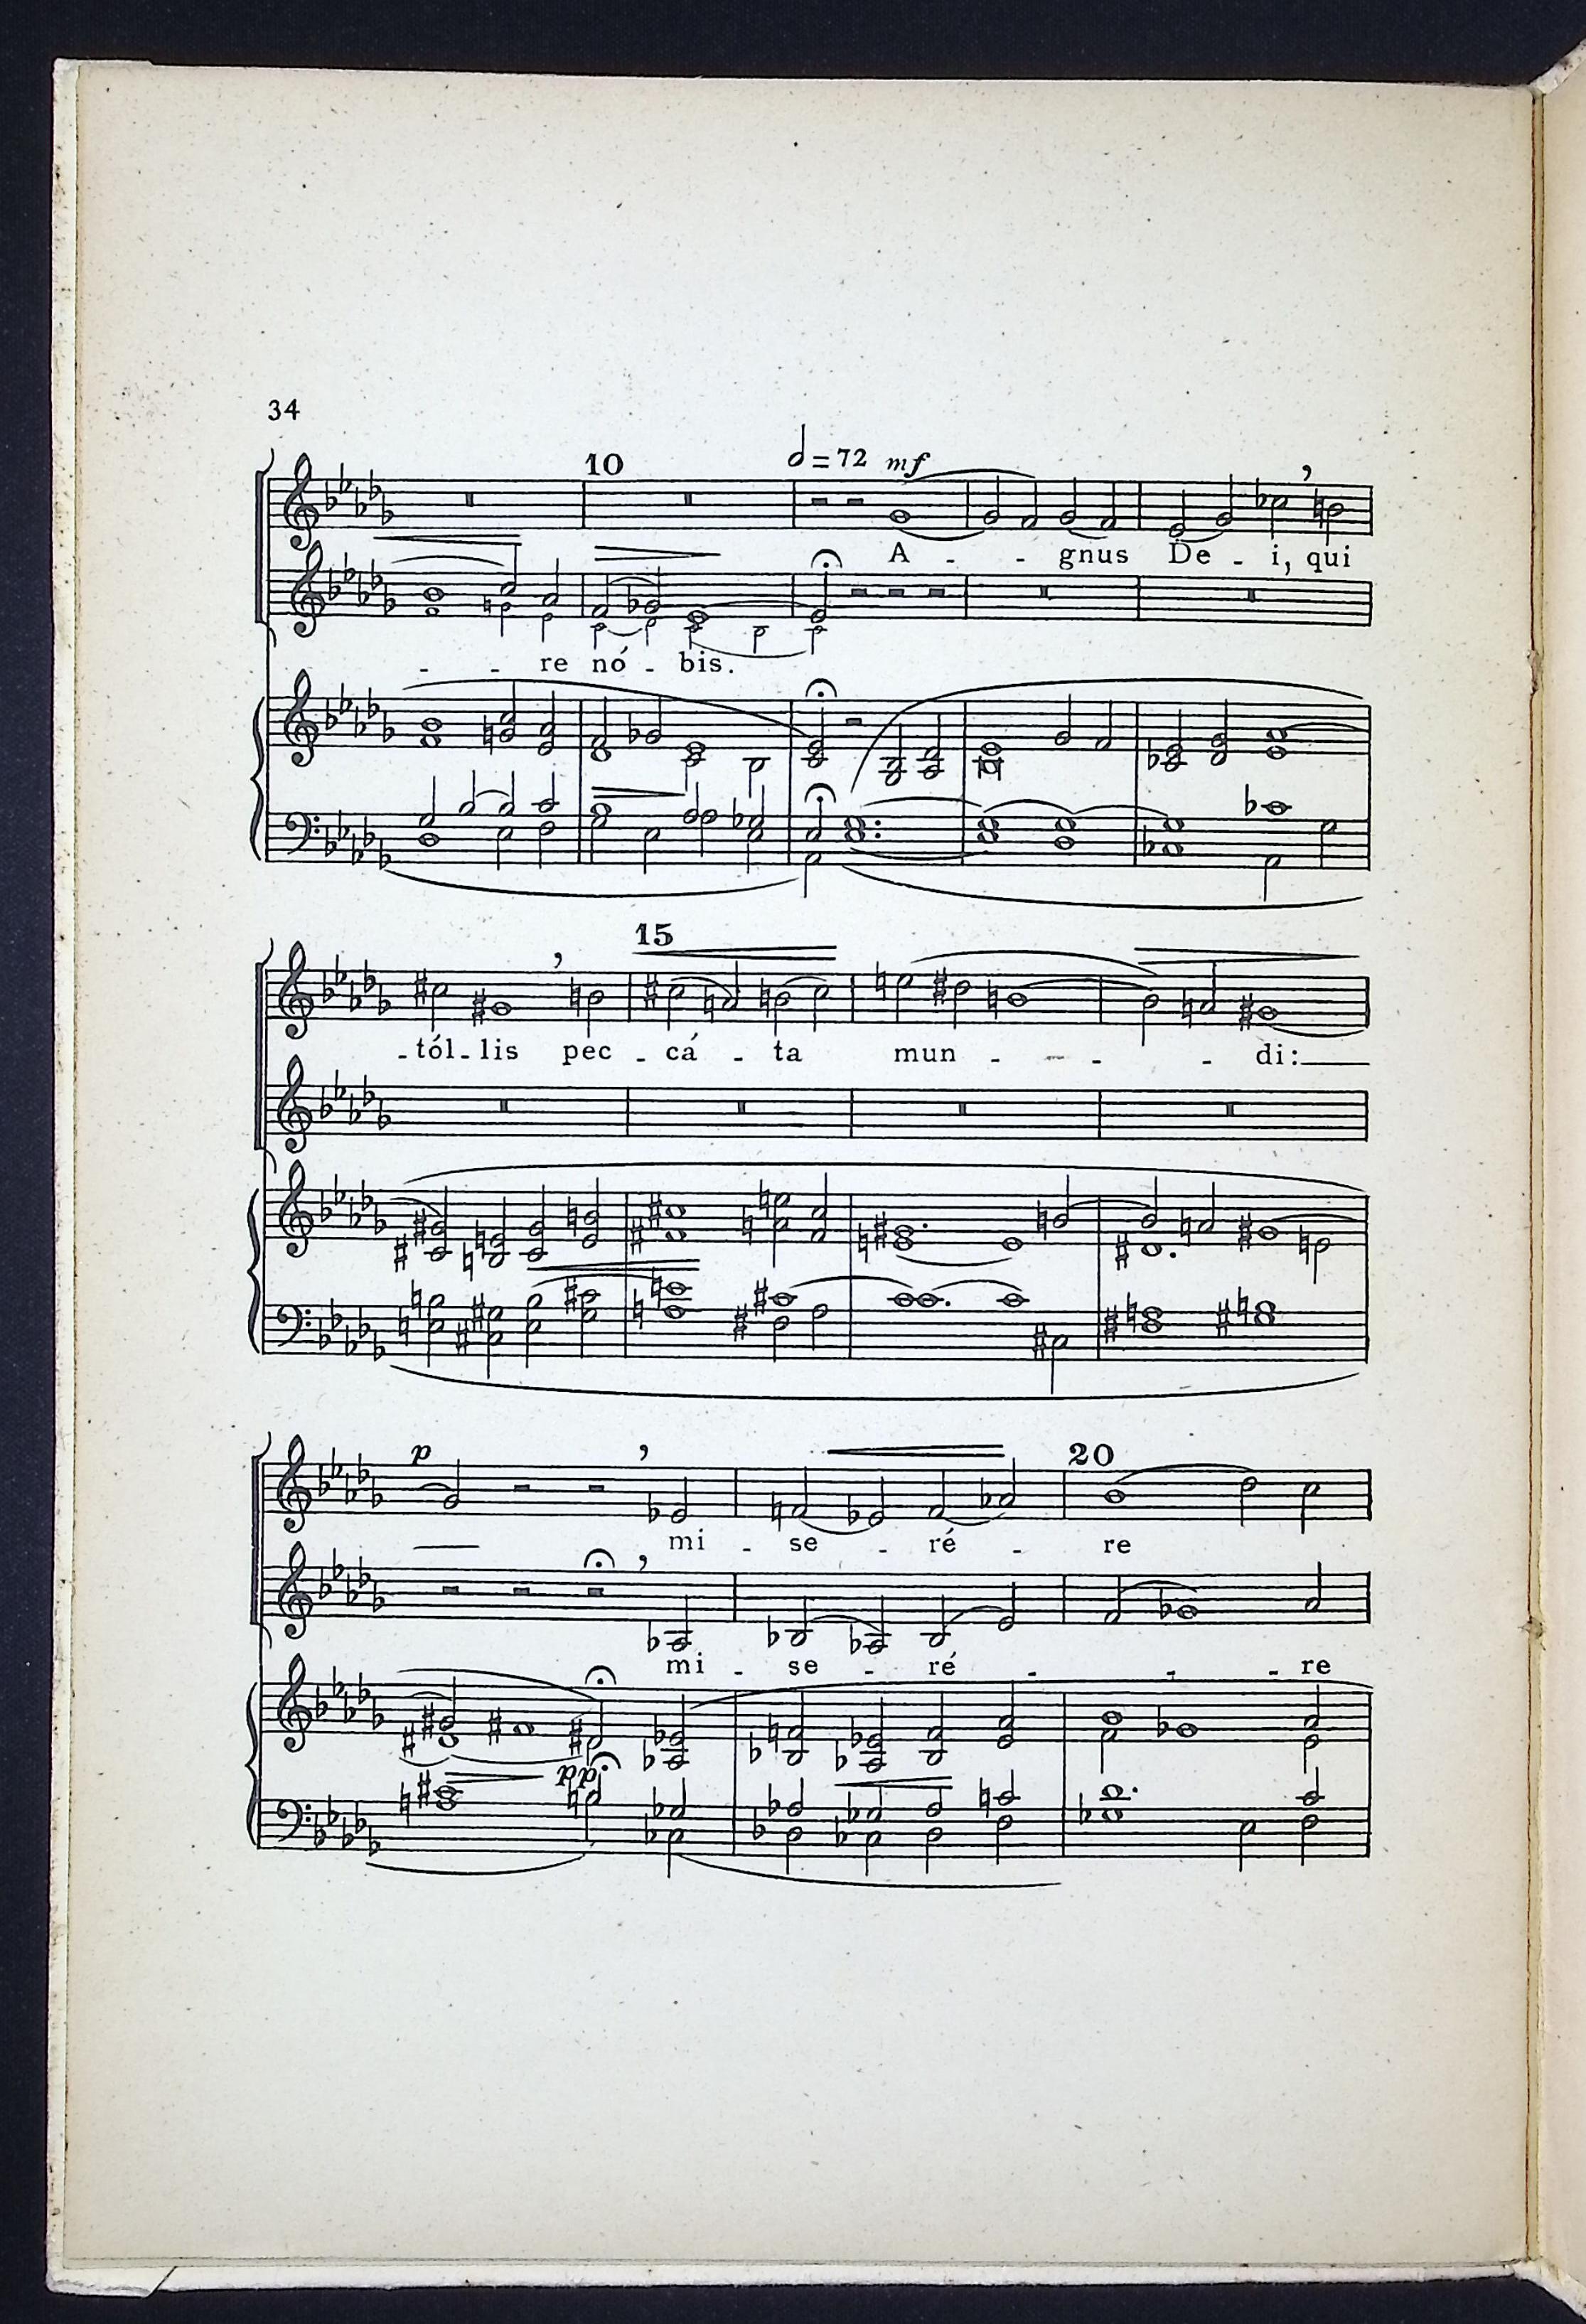 34
10 𝅗𝅥 = 72 mf
A - - gnus De - i, qui
- - re nó - bis.
15
- tól - lis pec - cá - ta mun - - - - di:
p 20
mi - se - ré - re
mi - se - ré - - - re
pp